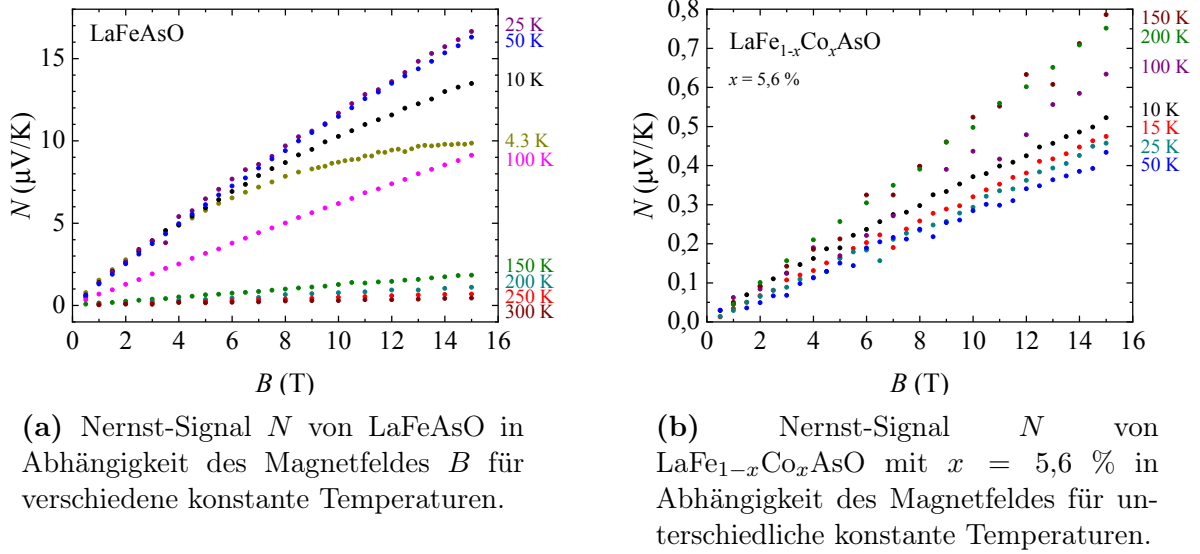 LaFeAsO
N (µV/K)
15
10
5
0
0 2 4 6 8 10 12 14 16
B (T)
25 K
50 K
10 K
4.3 K
100 K
150 K
200 K
250 K
300 K
(a) Nernst-Signal N von LaFeAsO in
Abhängigkeit des Magnetfeldes B für
verschiedene konstante Temperaturen.
LaFe1-xCoxAsO
x = 5,6 %
N (µV/K)
0,8
0,7
0,6
0,5
0,4
0,3
0,2
0,1
0,0
0 2 4 6 8 10 12 14 16
B (T)
150 K
200 K
100 K
10 K
15 K
25 K
50 K
(b) Nernst-Signal N von
LaFe1−xCoxAsO mit x = 5,6 % in
Abhängigkeit des Magnetfeldes für un-
terschiedliche konstante Temperaturen.